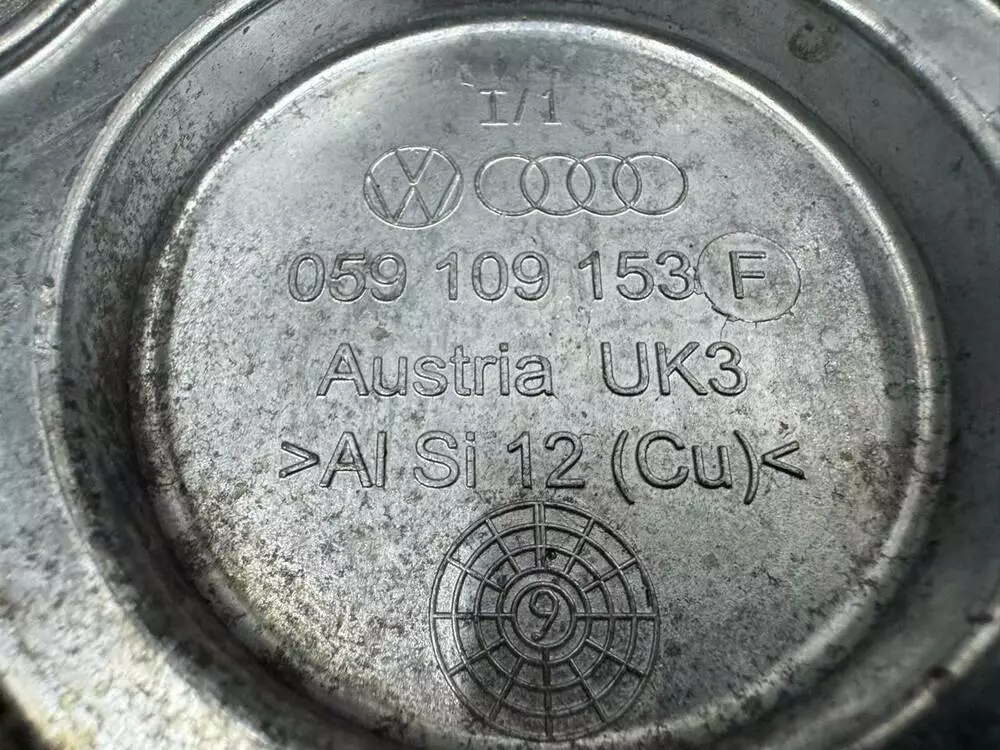 I/1
059 109 153 F
Austria UK3
>Al Si 12 (Cu)<
9